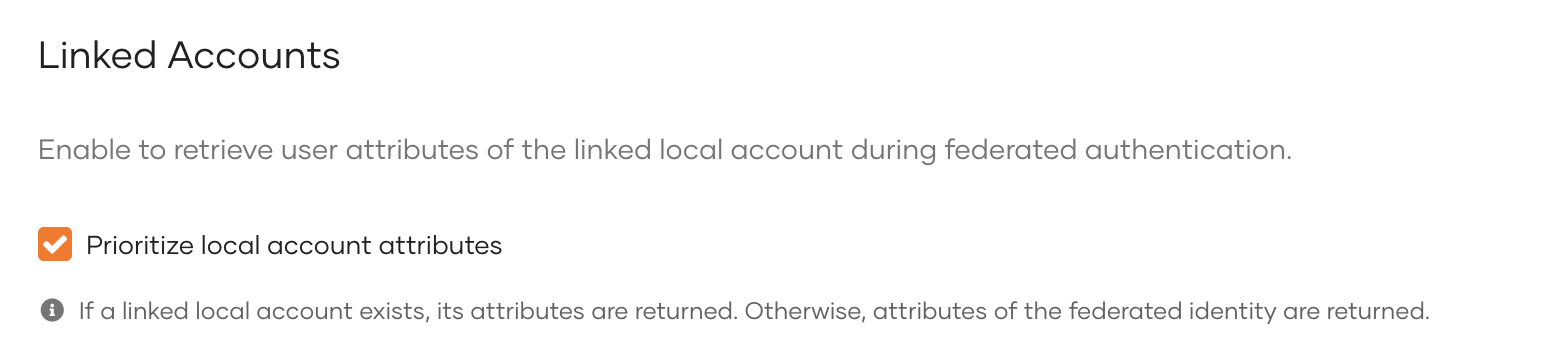 Linked Accounts
Enable to retrieve user attributes of the linked local account during federated authentication.
Prioritize local account attributes
If a linked local account exists, its attributes are returned. Otherwise, attributes of the federated identity are returned.